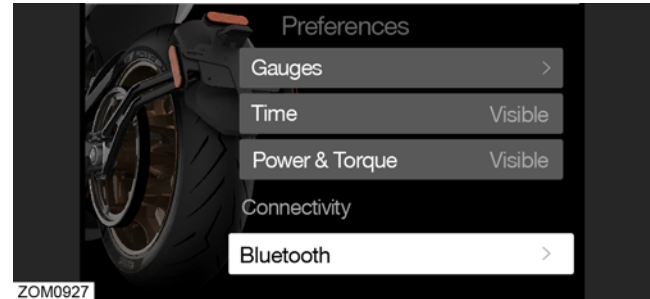 Preferences
Gauges >
Time Visible
Power & Torque Visible
Connectivity
Bluetooth >
ZOM0927